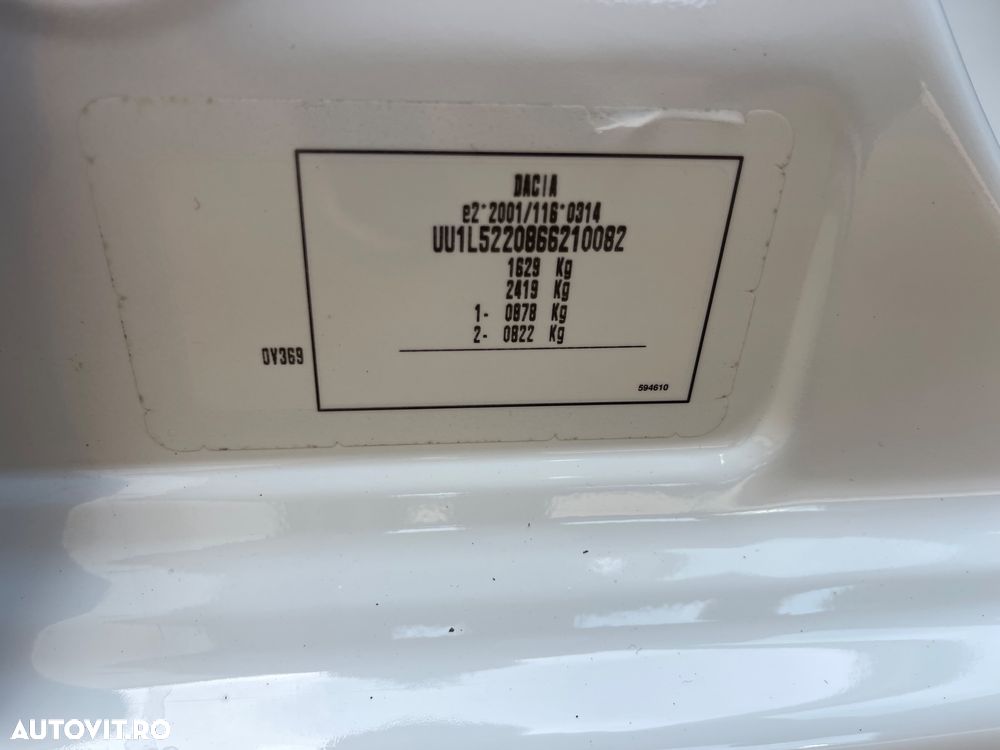 DACIA
e2*2001/116*0314
UU1L5220866210082
1629 Kg
2419 Kg
1- 0878 Kg
2- 0822 Kg
0V369
594610
AUTOVIT.RO